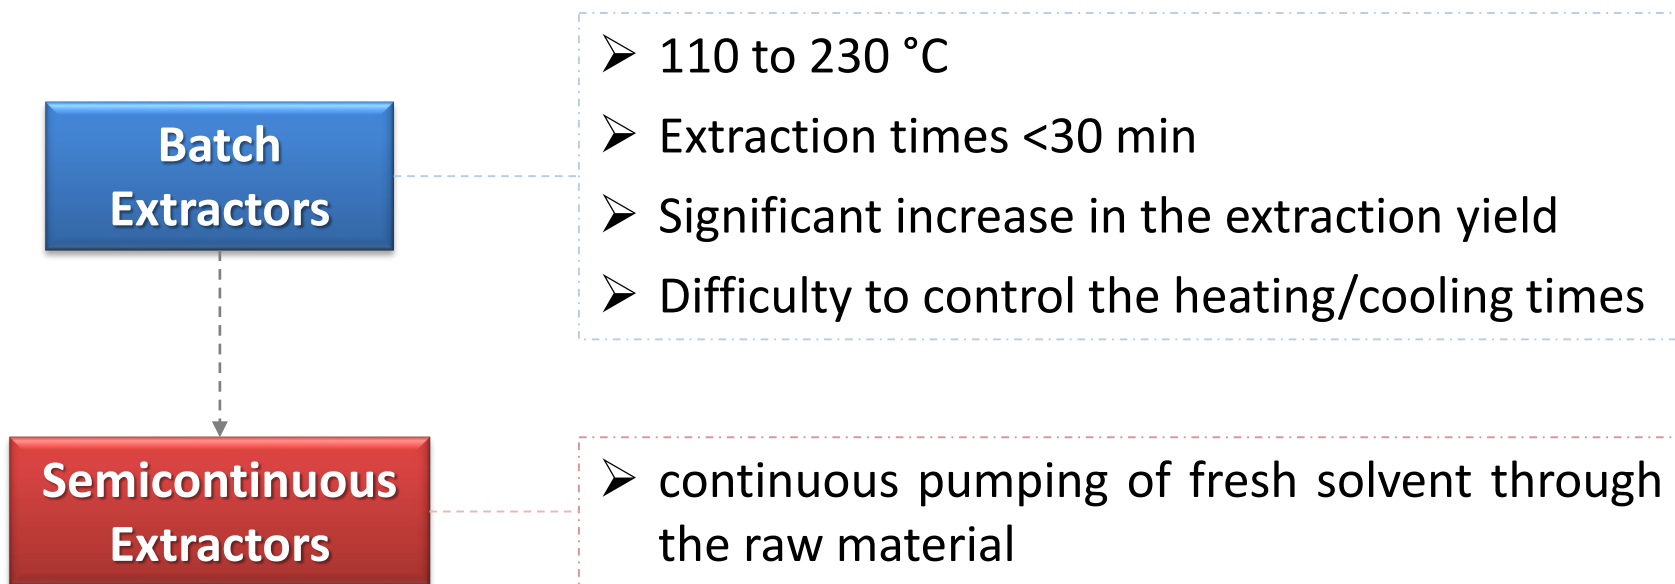 Batch
Extractors
➢ 110 to 230 °C
➢ Extraction times <30 min
➢ Significant increase in the extraction yield
➢ Difficulty to control the heating/cooling times
Semicontinuous
Extractors
➢ continuous pumping of fresh solvent through
the raw material